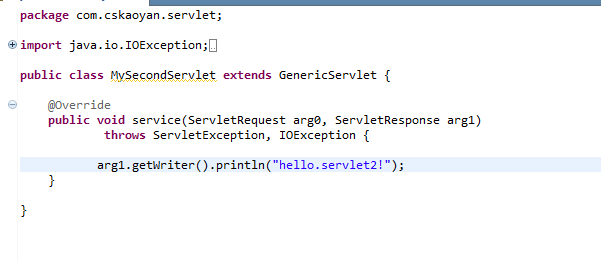 package com.cskaoyan.servlet;
import java.io.IOException;
public class MySecondServlet extends GenericServlet {
@Override
public void service(ServletRequest arg0, ServletResponse arg1)
throws ServletException, IOException {
arg1.getWriter().println("hello.servlet2!");
}
}